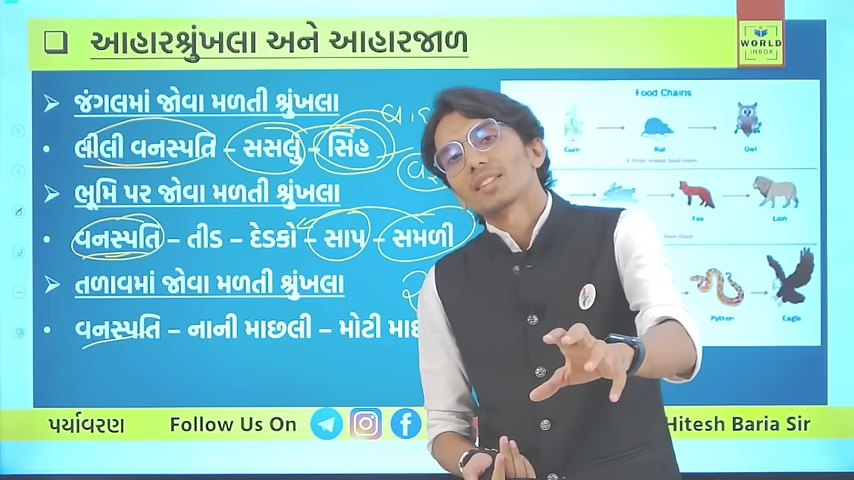 ❑ આહારશ્રુંખલા અને આહારજાળ
WORLD
INBOX
➢ જંગલમાં જોવા મળતી શ્રુંખલા
• લીલી વનસ્પતિ – સસલું – સિંહ
➢ ભૂમિ પર જોવા મળતી શ્રુંખલા
• વનસ્પતિ – તીડ – દેડકો – સાપ – સમળી
➢ તળાવમાં જોવા મળતી શ્રુંખલા
• વનસ્પતિ – નાની માછલી – મોટી
Food Chains
Corn
Rat
Owl
Fox
Lion
Python
Eagle
પર્યાવરણ
Follow Us On
Hitesh Baria Sir